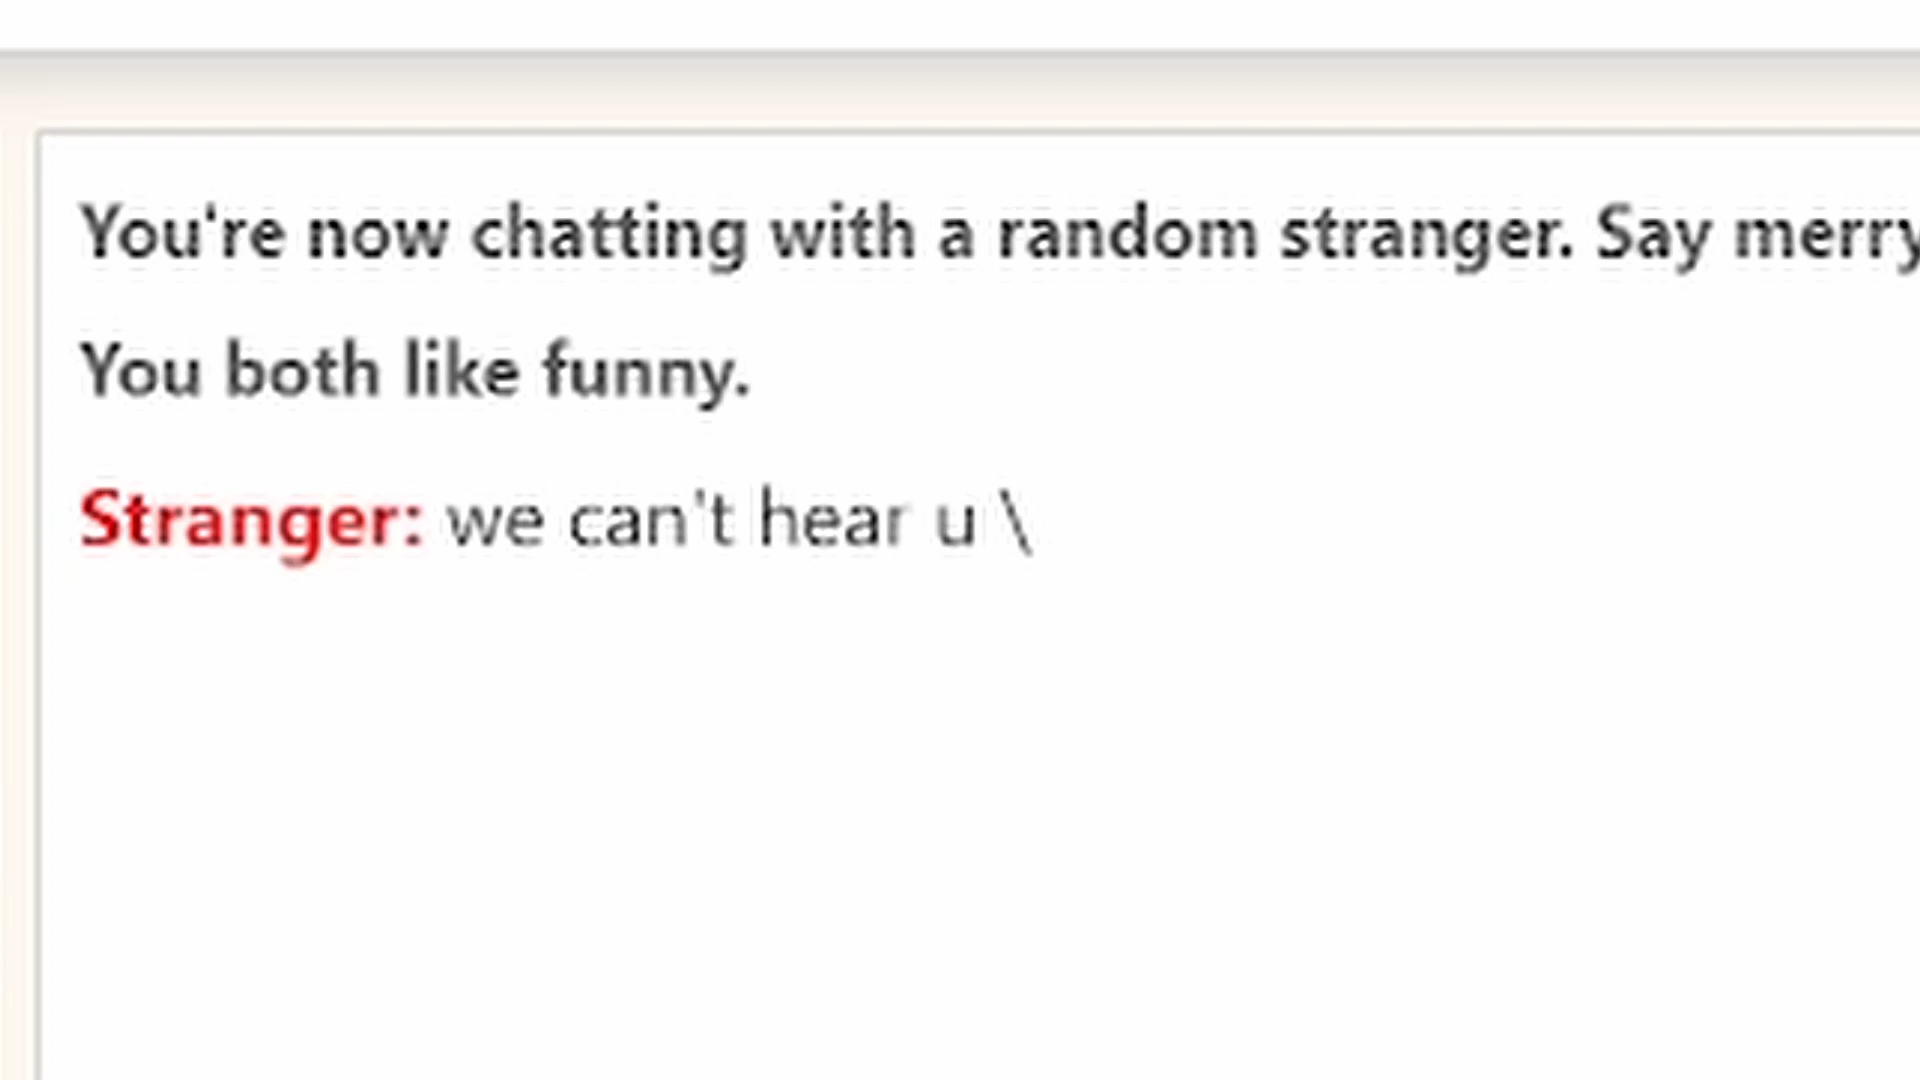 You're now chatting with a random stranger. Say merry
You both like funny.
Stranger: we can't hear u \